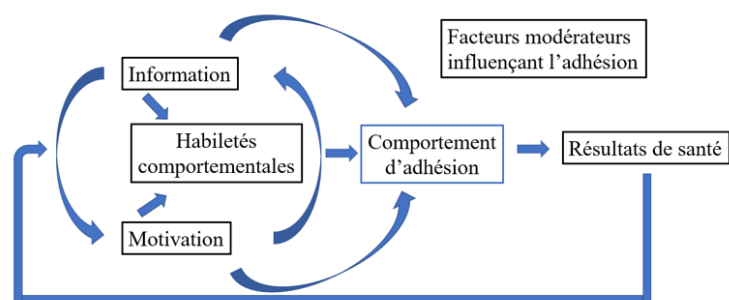 Facteurs modérateurs
influençant l’adhésion
Information
Habiletés
comportementales
Comportement
d’adhésion
Résultats de santé
Motivation